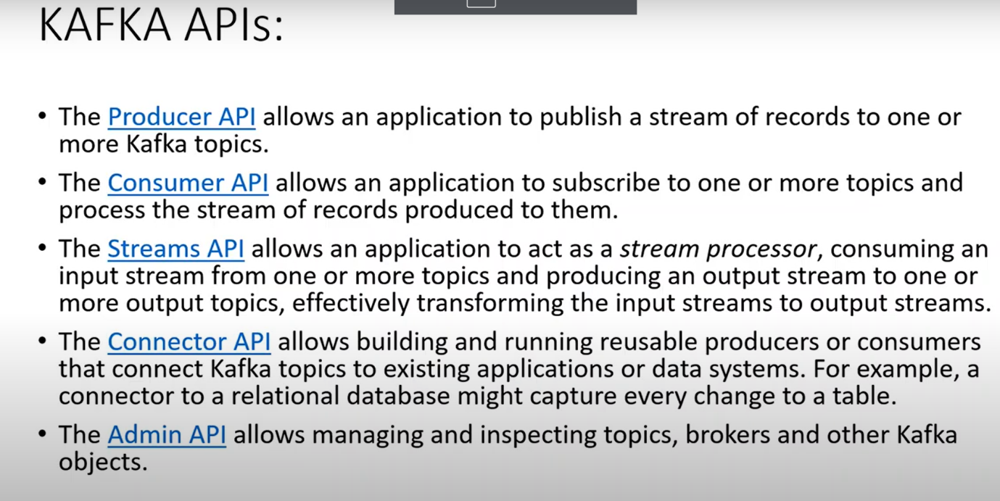 KAFKA APIs:
• The Producer API allows an application to publish a stream of records to one or
more Kafka topics.
• The Consumer API allows an application to subscribe to one or more topics and
process the stream of records produced to them.
• The Streams API allows an application to act as a stream processor, consuming an
input stream from one or more topics and producing an output stream to one or
more output topics, effectively transforming the input streams to output streams.
• The Connector API allows building and running reusable producers or consumers
that connect Kafka topics to existing applications or data systems. For example, a
connector to a relational database might capture every change to a table.
• The Admin API allows managing and inspecting topics, brokers and other Kafka
objects.